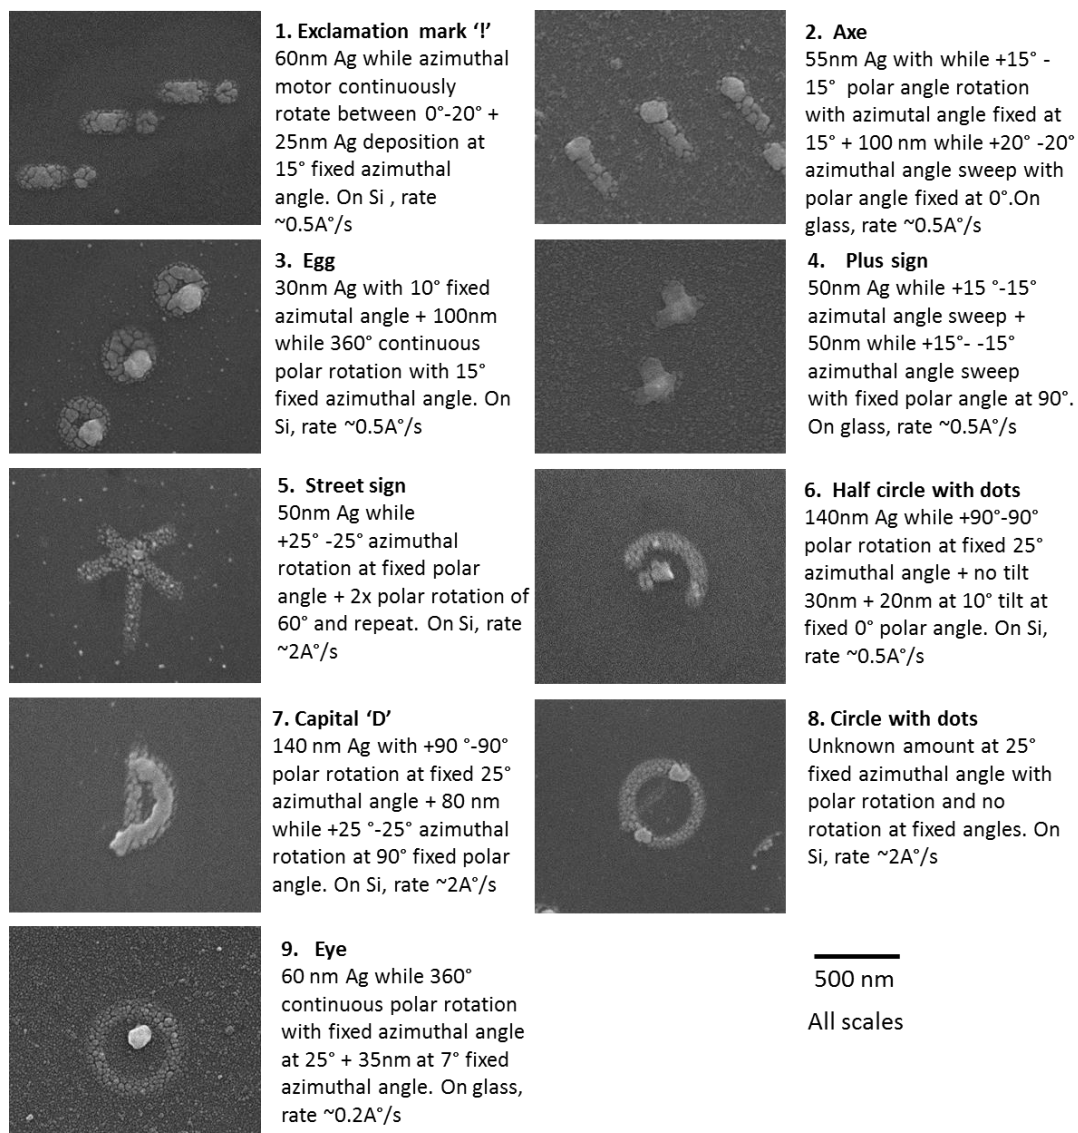 1. Exclamation mark ‘!’
60nm Ag while azimuthal
motor continuously
rotate between 0°-20° +
25nm Ag deposition at
15° fixed azimuthal
angle. On Si , rate
~0.5A°/s
2. Axe
55nm Ag with while +15° -
15° polar angle rotation
with azimutal angle fixed at
15° + 100 nm while +20° -20°
azimuthal angle sweep with
polar angle fixed at 0°.On
glass, rate ~0.5A°/s
3. Egg
30nm Ag with 10° fixed
azimutal angle + 100nm
while 360° continuous
polar rotation with 15°
fixed azimuthal angle. On
Si, rate ~0.5A°/s
4. Plus sign
50nm Ag while +15 °-15°
azimutal angle sweep +
50nm while +15°- -15°
azimuthal angle sweep
with fixed polar angle at 90°.
On glass, rate ~0.5A°/s
5. Street sign
50nm Ag while
+25° -25° azimuthal
rotation at fixed polar
angle + 2x polar rotation of
60° and repeat. On Si, rate
~2A°/s
6. Half circle with dots
140nm Ag while +90°-90°
polar rotation at fixed 25°
azimuthal angle + no tilt
30nm + 20nm at 10° tilt at
fixed 0° polar angle. On Si,
rate ~0.5A°/s
7. Capital ‘D’
140 nm Ag with +90 °-90°
polar rotation at fixed 25°
azimuthal angle + 80 nm
while +25 °-25° azimuthal
rotation at 90° fixed polar
angle. On Si, rate ~2A°/s
8. Circle with dots
Unknown amount at 25°
fixed azimuthal angle with
polar rotation and no
rotation at fixed angles. On
Si, rate ~2A°/s
9. Eye
60 nm Ag while 360°
continuous polar rotation
with fixed azimuthal angle
at 25° + 35nm at 7° fixed
azimuthal angle. On glass,
rate ~0.2A°/s
500 nm
All scales